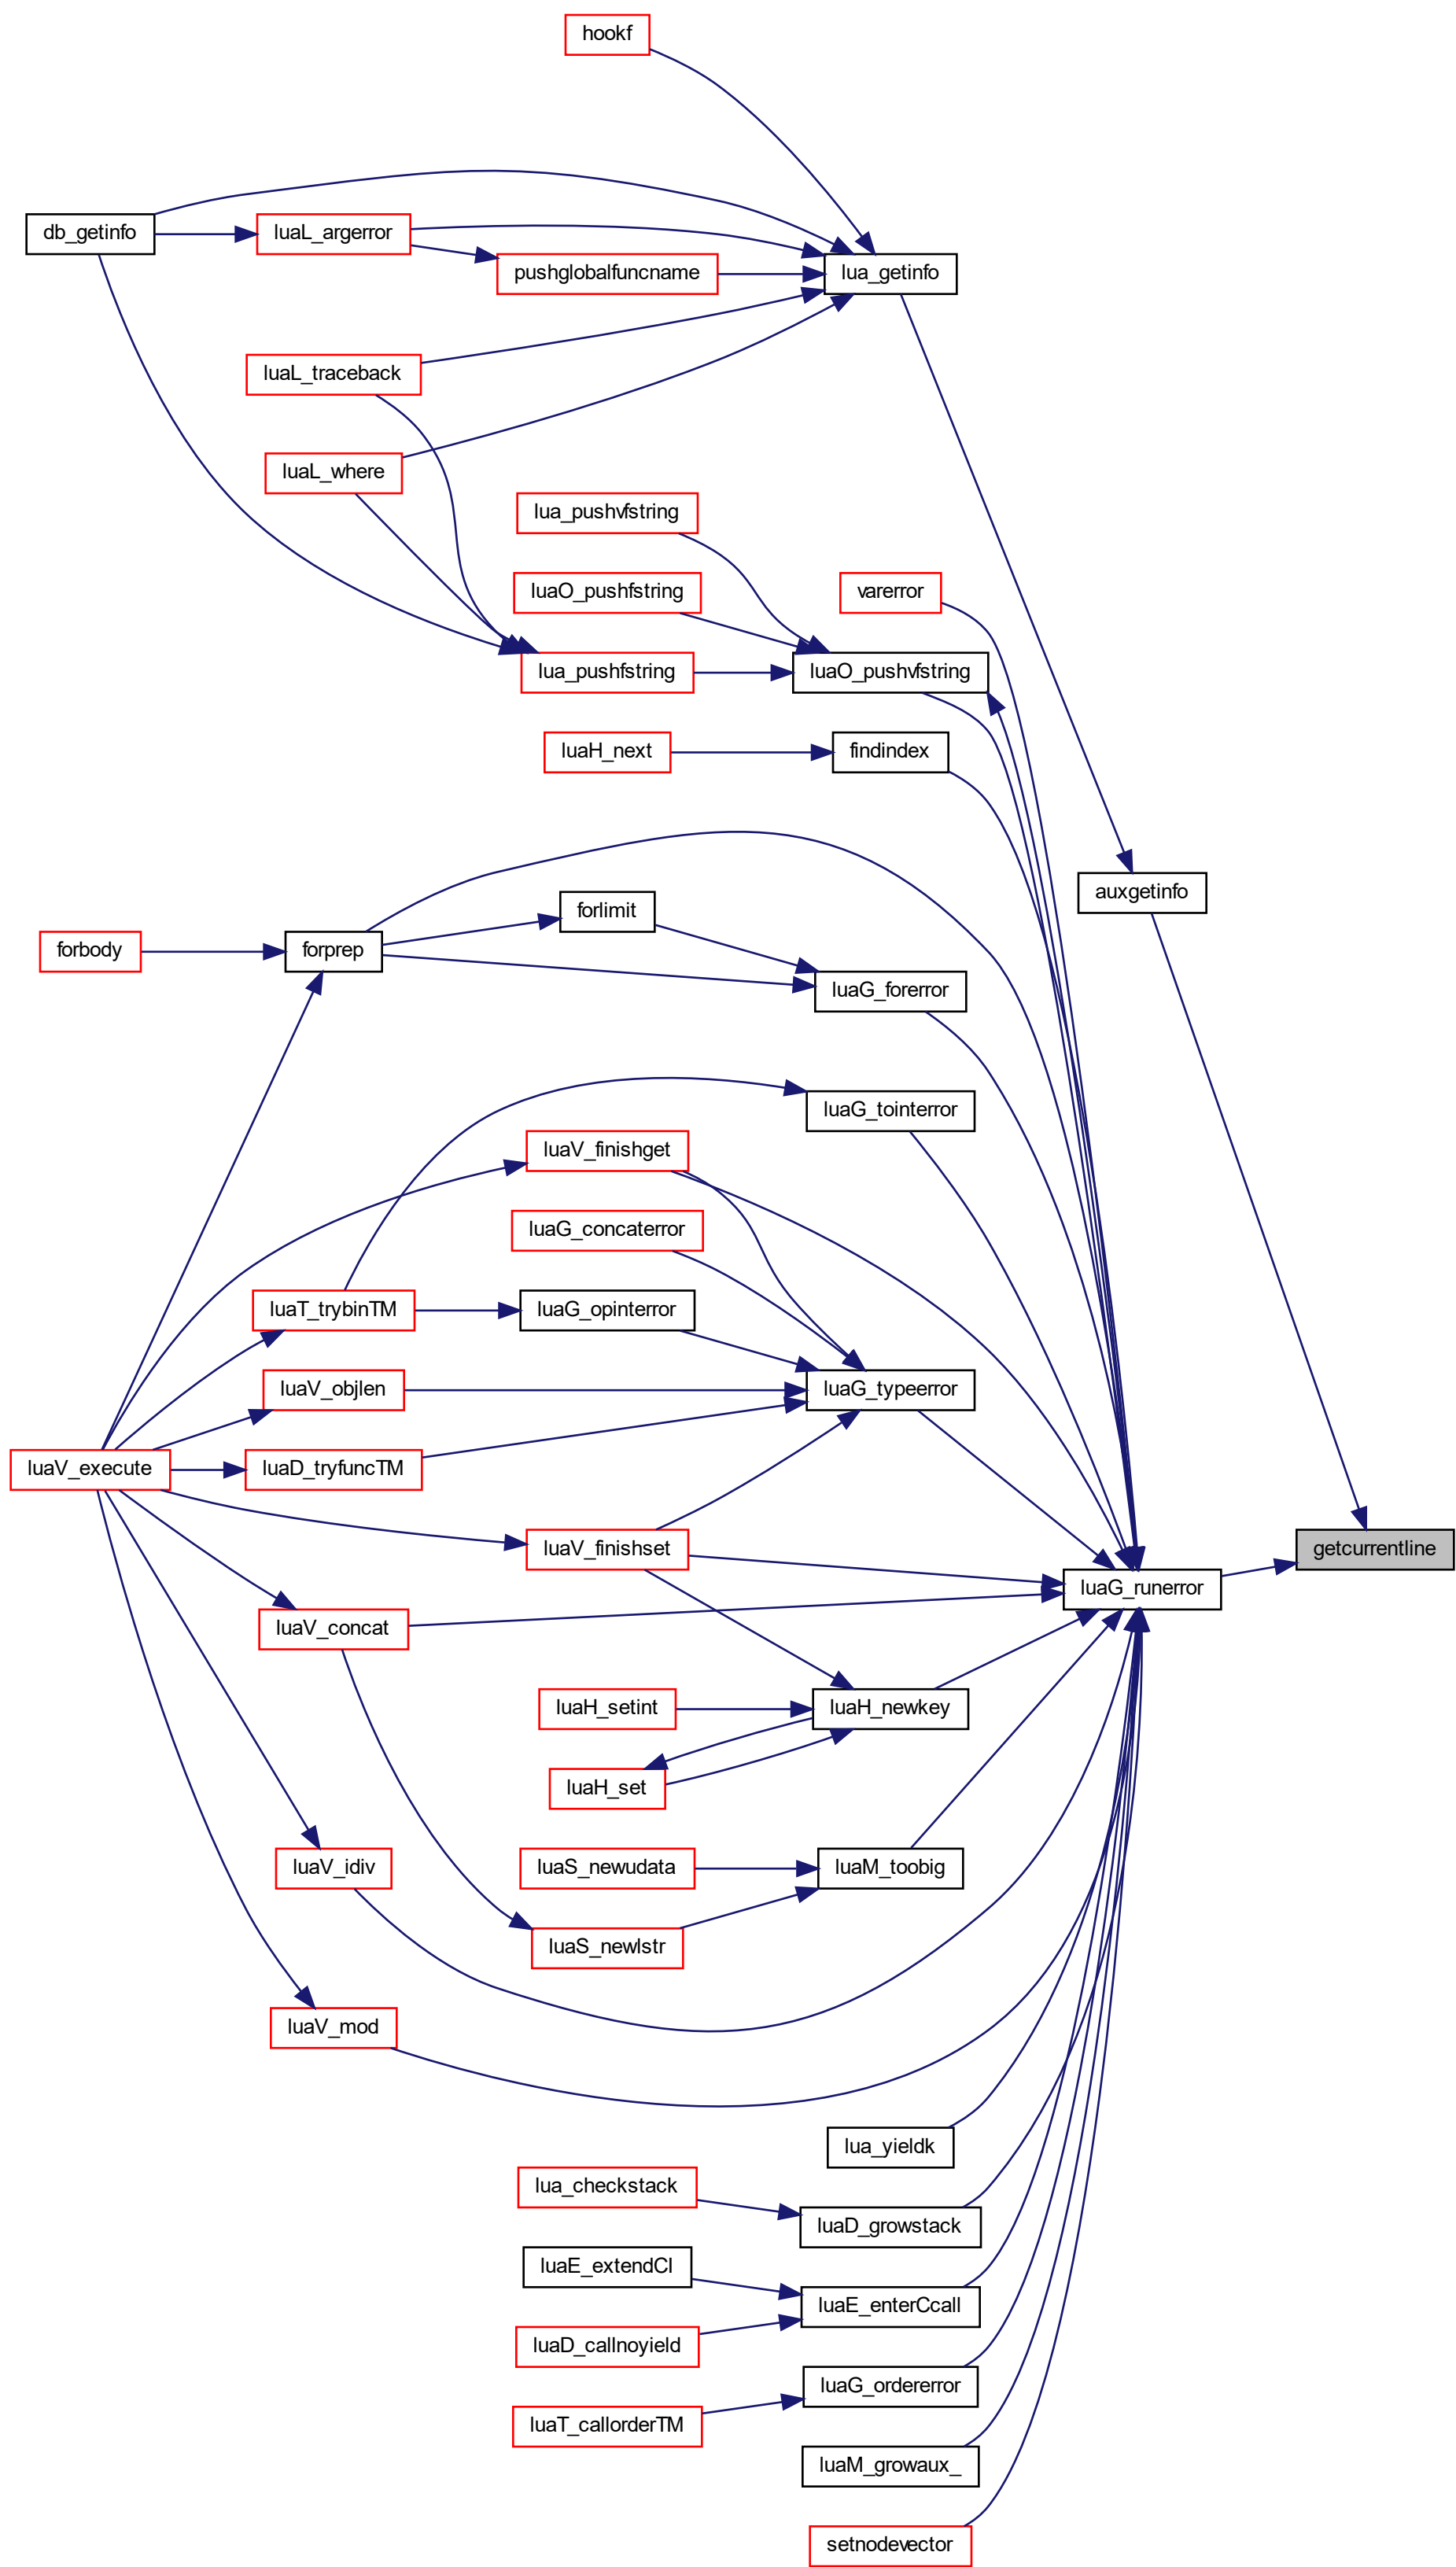 hookf
db_getinfo
luaL_argerror
pushglobalfuncname
lua_getinfo
luaL_traceback
luaL_where
lua_pushvfstring
luaO_pushfstring
varerror
lua_pushfstring
luaO_pushvfstring
luaH_next
findindex
auxgetinfo
forlimit
forbody
forprep
luaG_forerror
luaG_tointerror
luaV_finishget
luaG_concaterror
luaT_trybinTM
luaG_opinterror
luaV_objlen
luaG_typeerror
luaV_execute
luaD_tryfuncTM
luaV_finishset
getcurrentline
luaG_runerror
luaV_concat
luaH_setint
luaH_newkey
luaH_set
luaV_idiv
luaS_newudata
luaM_toobig
luaS_newlstr
luaV_mod
lua_yieldk
lua_checkstack
luaD_growstack
luaE_extendCI
luaE_enterCcall
luaD_callnoyield
luaG_ordererror
luaT_callorderTM
luaM_growaux_
setnodevector